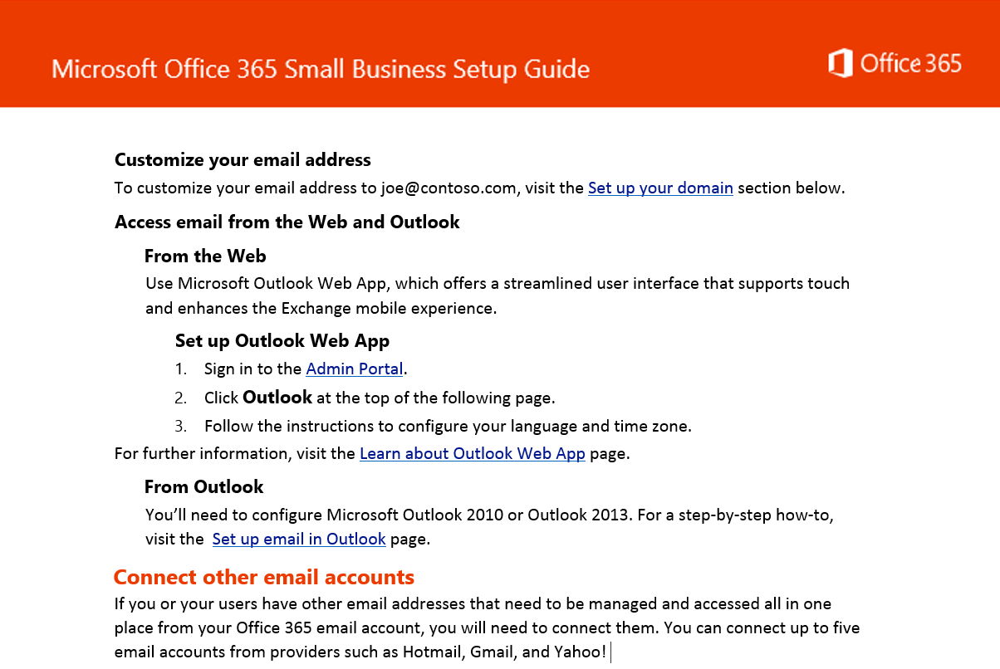 Microsoft Office 365 Small Business Setup Guide
Office 365
Customize your email address
To customize your email address to joe@contoso.com, visit the Set up your domain section below.
Access email from the Web and Outlook
From the Web
Use Microsoft Outlook Web App, which offers a streamlined user interface that supports touch
and enhances the Exchange mobile experience.
Set up Outlook Web App
1. Sign in to the Admin Portal.
2. Click Outlook at the top of the following page.
3. Follow the instructions to configure your language and time zone.
For further information, visit the Learn about Outlook Web App page.
From Outlook
You’ll need to configure Microsoft Outlook 2010 or Outlook 2013. For a step-by-step how-to,
visit the Set up email in Outlook page.
Connect other email accounts
If you or your users have other email addresses that need to be managed and accessed all in one
place from your Office 365 email account, you will need to connect them. You can connect up to five
email accounts from providers such as Hotmail, Gmail, and Yahoo!